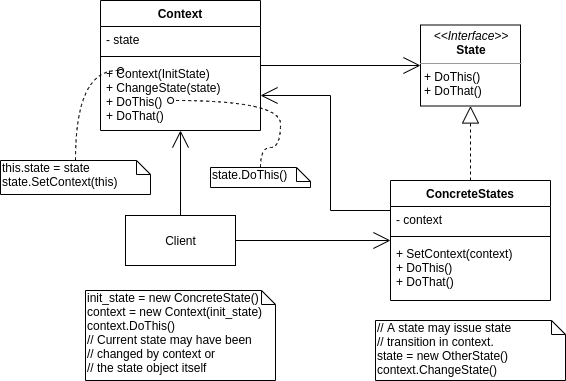 Context
- state
+ Context(InitState)
+ ChangeState(state)
+ DoThis()
+ DoThat()
<<Interface>>
State
+ DoThis()
+ DoThat()
this.state = state
state.SetContext(this)
state.DoThis()
ConcreteStates
- context
+ SetContext(context)
+ DoThis()
+ DoThat()
Client
init_state = new ConcreteState()
context = new Context(init_state)
context.DoThis()
// Current state may have been
// changed by context or
// the state object itself
// A state may issue state
// transition in context.
state = new OtherState()
context.ChangeState()